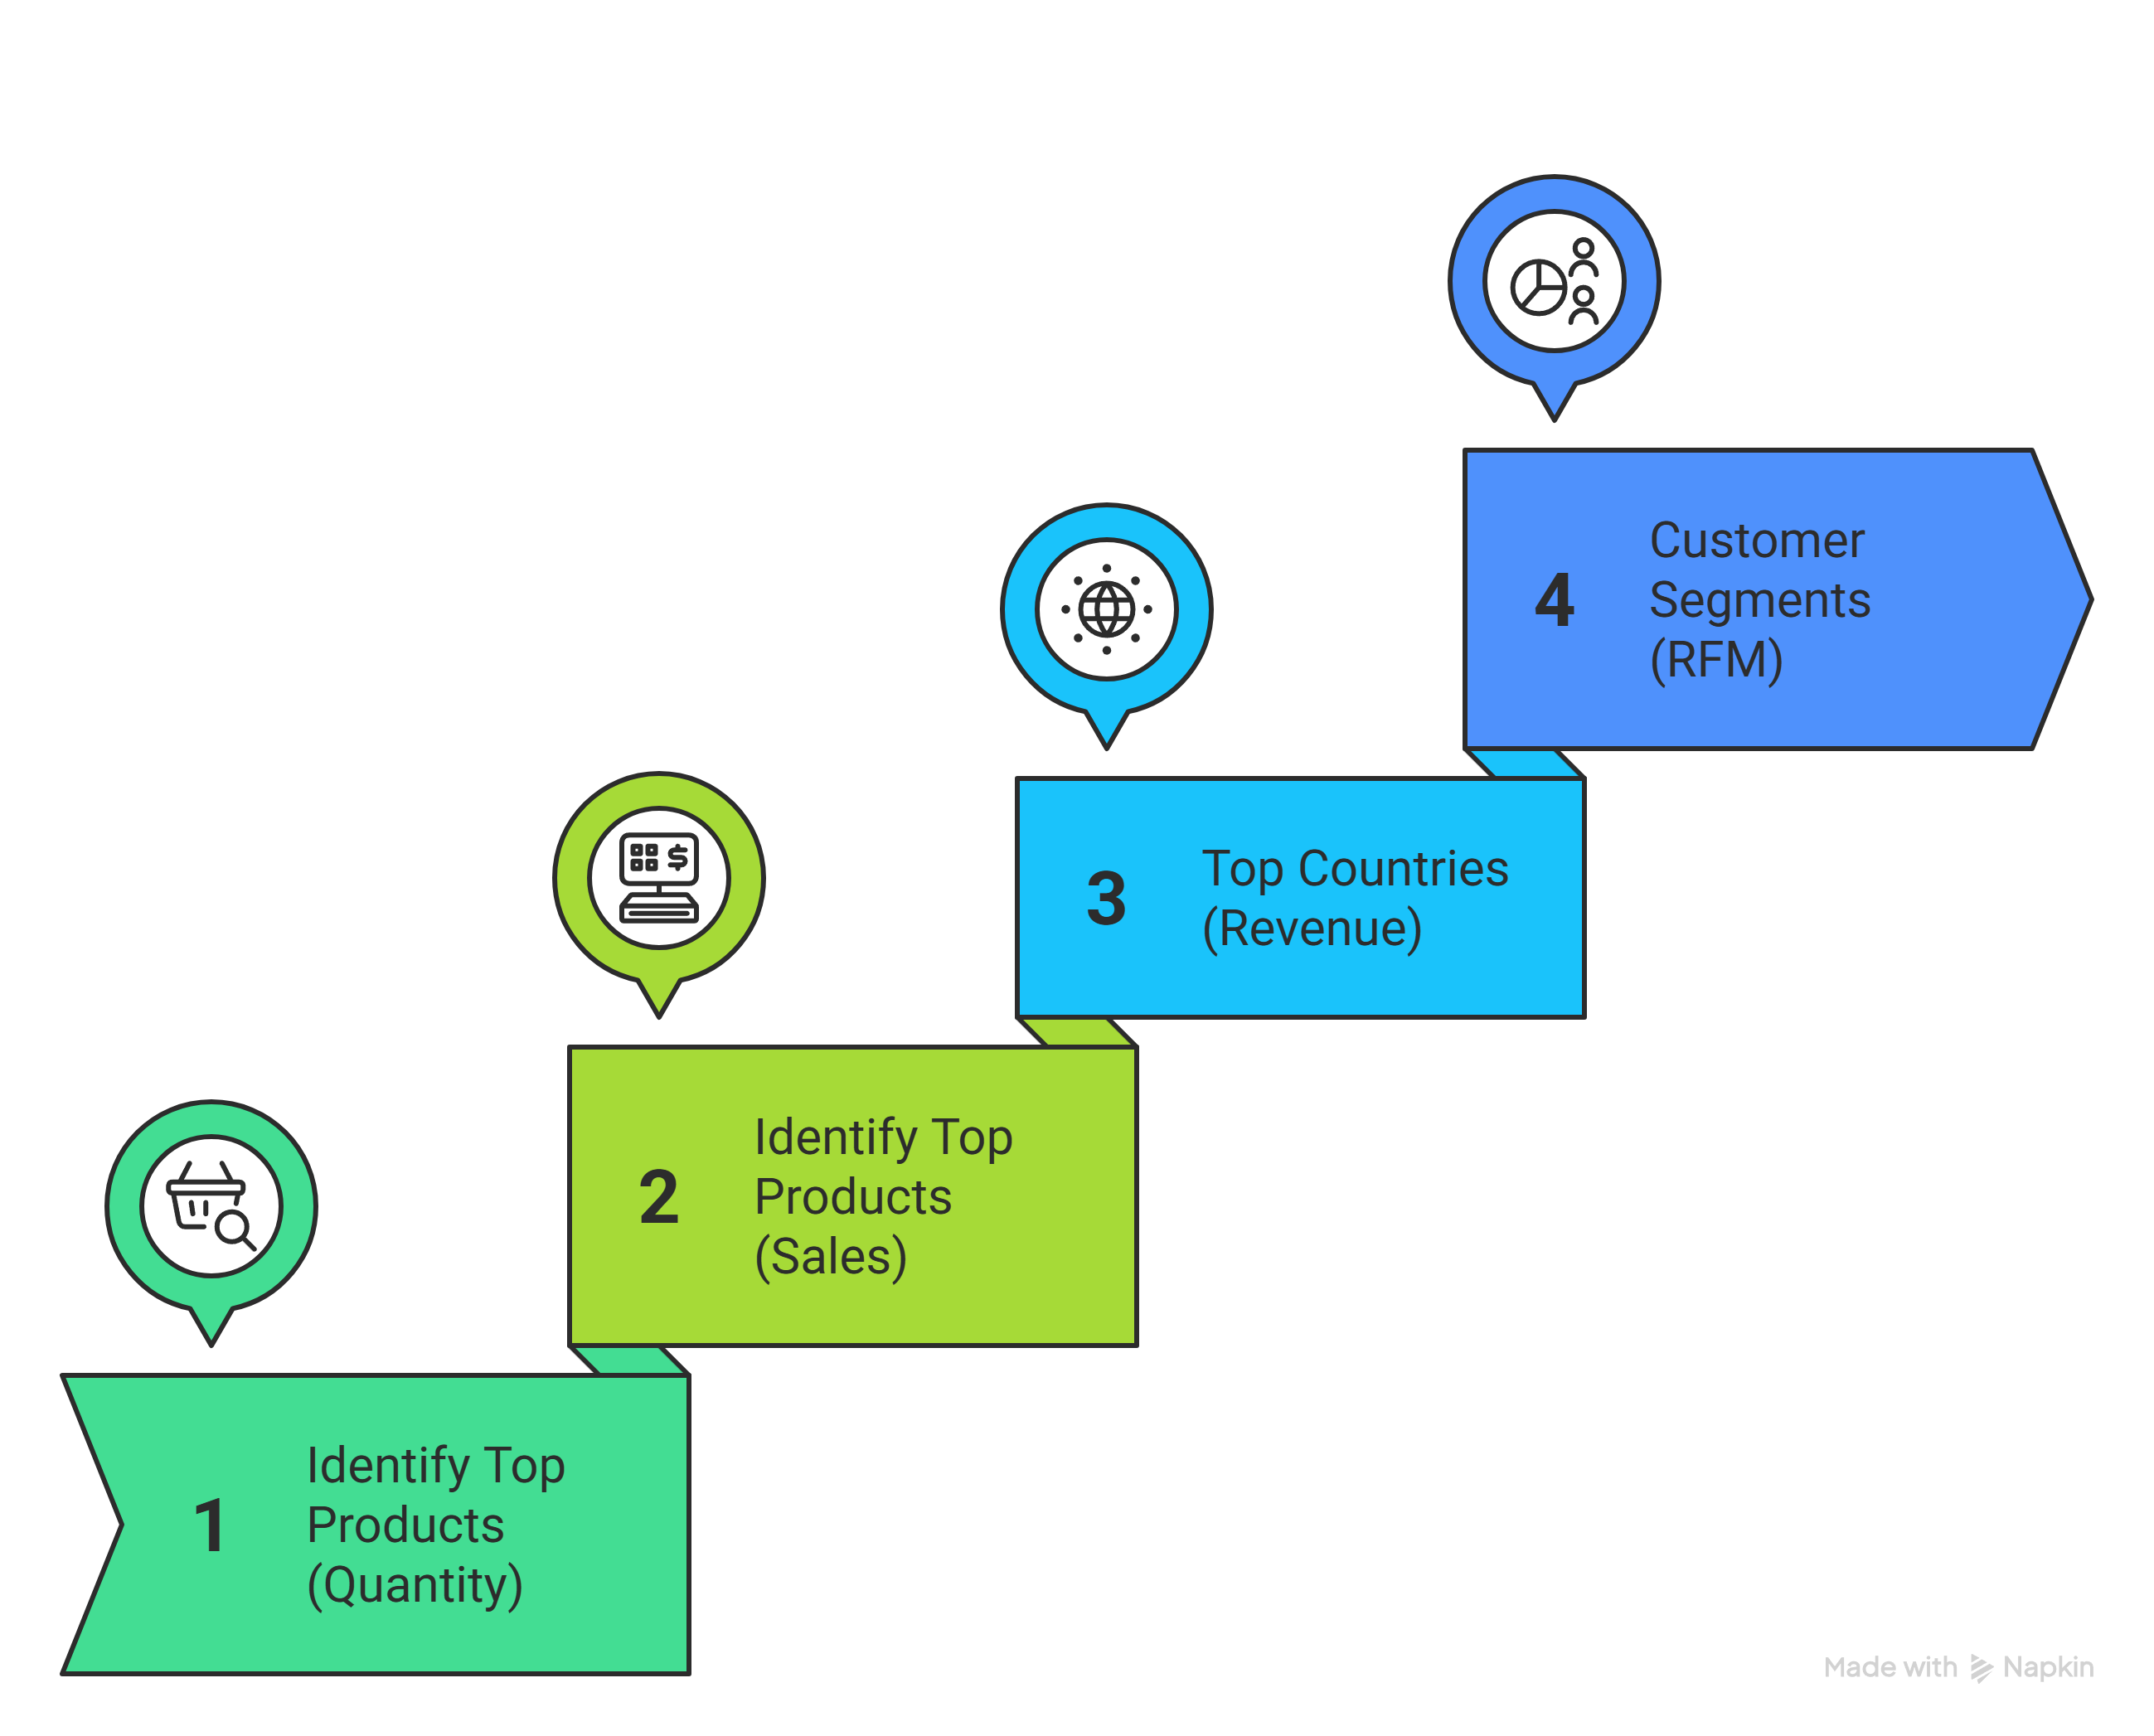 1
Identify Top
Products
(Quantity)
2
Identify Top
Products
(Sales)
3
Top Countries
(Revenue)
4
Customer
Segments
(RFM)
$
Made with Napkin